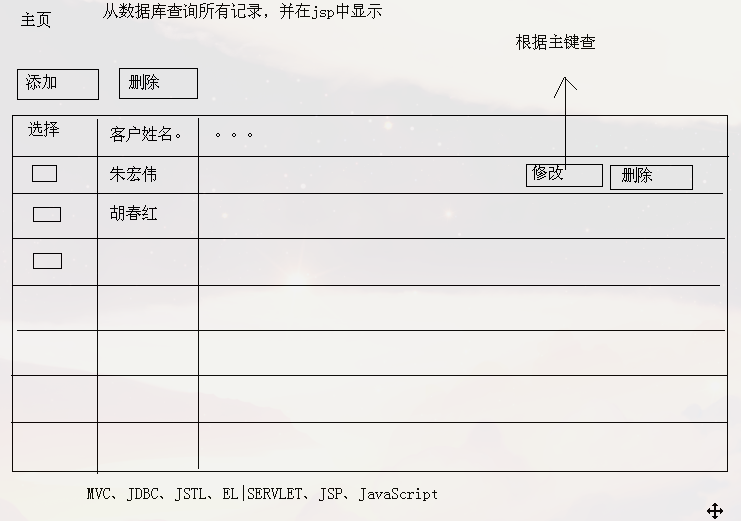 主页
从数据库查询所有记录，并在jsp中显示
根据主键查
添加 删除
选择 客户姓名。 。。。
朱宏伟 修改 删除
胡春红
MVC、JDBC、JSTL、EL|SERVLET、JSP、JavaScript